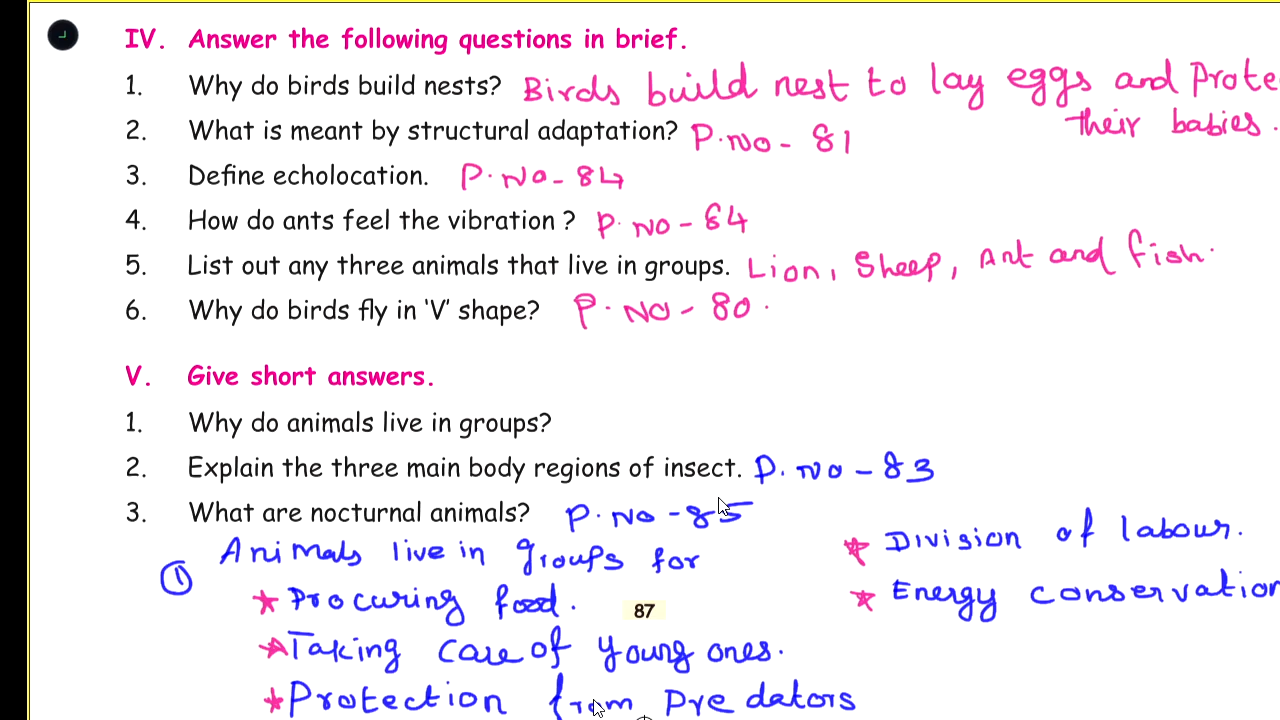 IV. Answer the following questions in brief.
1. Why do birds build nests? Birds build nest to lay eggs and Prote
their babies.
2. What is meant by structural adaptation? P.No - 81
3. Define echolocation. P.No - 84
4. How do ants feel the vibration ? P.No - 84
5. List out any three animals that live in groups. Lion, Sheep, Ant and fish.
6. Why do birds fly in 'V' shape? P.No - 80.
V. Give short answers.
1. Why do animals live in groups?
2. Explain the three main body regions of insect. P.No - 83
3. What are nocturnal animals? P.No - 85
① Animals live in groups for
★ Procuring food.
★ Taking care of young ones.
★ Protection from Predators
★ Division of labour.
★ Energy conservation
87